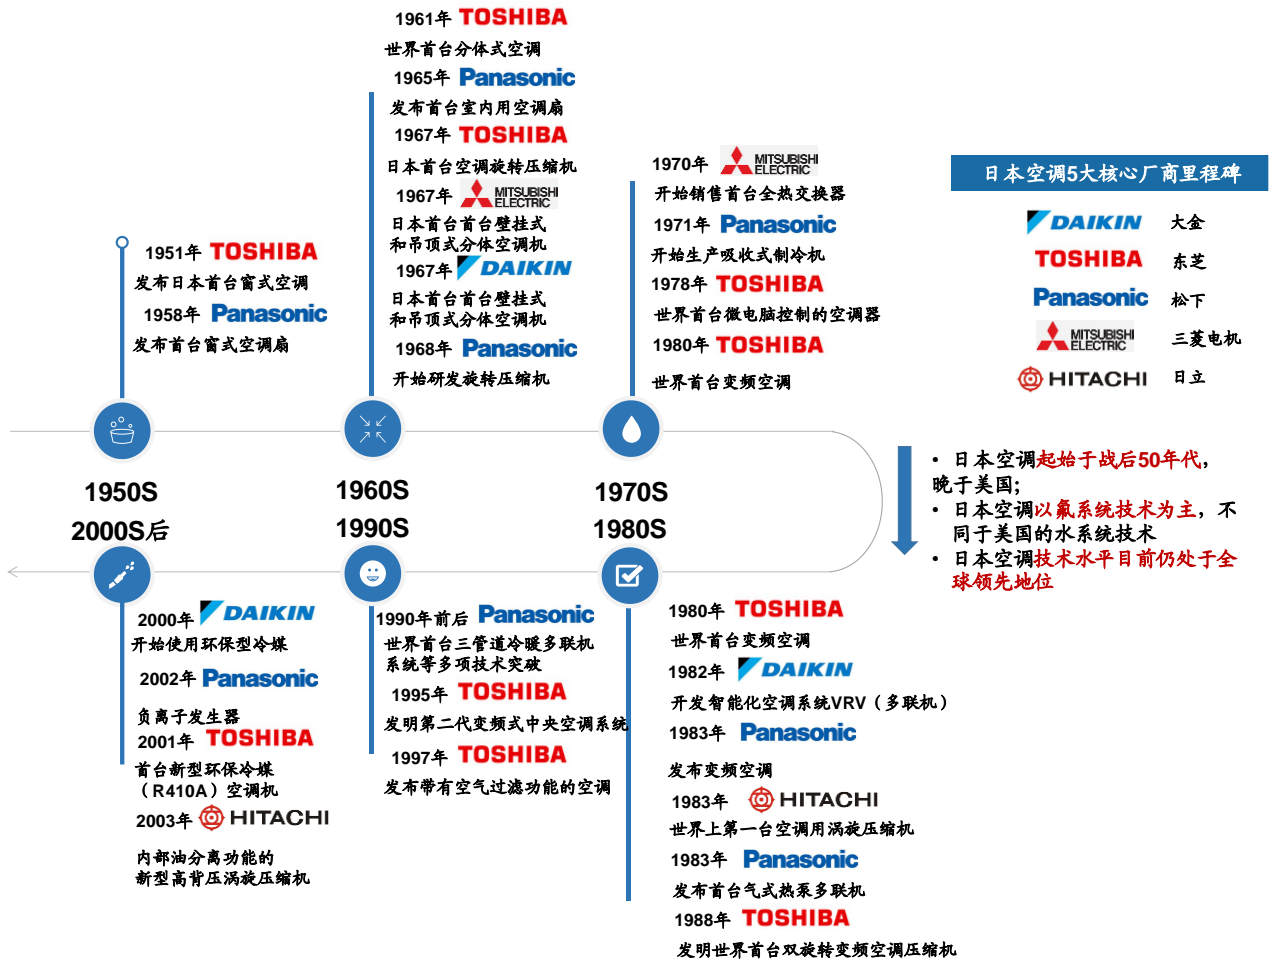 1961年 TOSHIBA
世界首台分体式空调
1965年 Panasonic
发布首台室内用空调扇
1967年 TOSHIBA
日本首台空调旋转压缩机
1967年 MITSUBISHI ELECTRIC
日本首台首台壁挂式
和吊顶式分体空调机
1967年 DAIKIN
日本首台首台壁挂式
和吊顶式分体空调机
1968年 Panasonic
开始研发旋转压缩机
1951年 TOSHIBA
发布日本首台窗式空调
1958年 Panasonic
发布首台窗式空调扇
1970年 MITSUBISHI ELECTRIC
开始销售首台全热交换器
1971年 Panasonic
开始生产吸收式制冷机
1978年 TOSHIBA
世界首台微电脑控制的空调器
1980年 TOSHIBA
世界首台变频空调
日本空调5大核心厂商里程碑
DAIKIN 大金
TOSHIBA 东芝
Panasonic 松下
MITSUBISHI ELECTRIC 三菱电机
HITACHI 日立
1950S
1960S
1970S
2000S后
1990S
1980S
• 日本空调起始于战后50年代，
晚于美国；
• 日本空调以氟系统技术为主，不
同于美国的水系统技术
• 日本空调技术水平目前仍处于全
球领先地位
2000年 DAIKIN
开始使用环保型冷媒
2002年 Panasonic
负离子发生器
2001年 TOSHIBA
首台新型环保冷媒
（R410A）空调机
2003年 HITACHI
内部油分离功能的
新型高背压涡旋压缩机
1990年前后 Panasonic
世界首台三管道冷暖多联机
系统等多项技术突破
1995年 TOSHIBA
发明第二代变频式中央空调系统
1997年 TOSHIBA
发布带有空气过滤功能的空调
1980年 TOSHIBA
世界首台变频空调
1982年 DAIKIN
开发智能化空调系统VRV（多联机）
1983年 Panasonic
发布变频空调
1983年 HITACHI
世界上第一台空调用涡旋压缩机
1983年 Panasonic
发布首台气式热泵多联机
1988年 TOSHIBA
发明世界首台双旋转变频空调压缩机